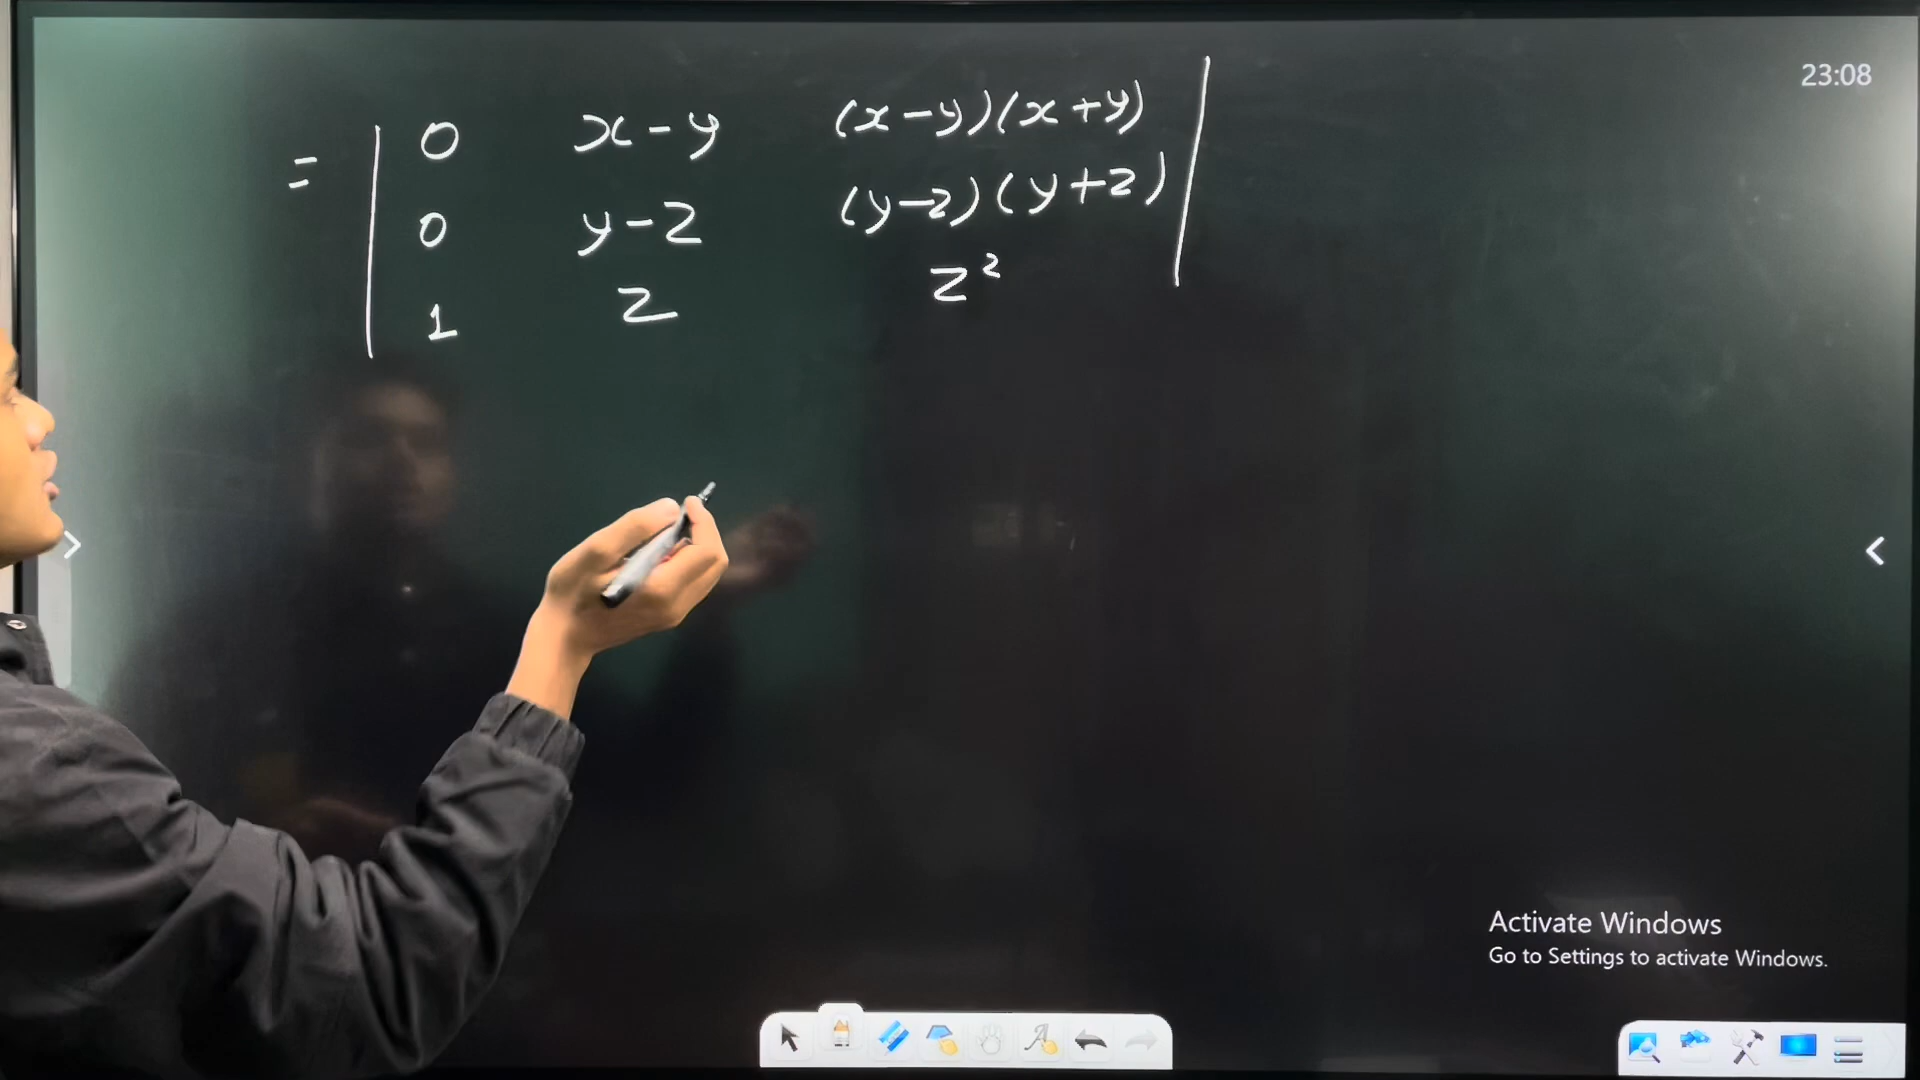 23:08
= | 0 x-y (x-y)(x+y) |
| 0 y-z (y-z)(y+z) |
| 1 z z² |
Activate Windows
Go to Settings to activate Windows.